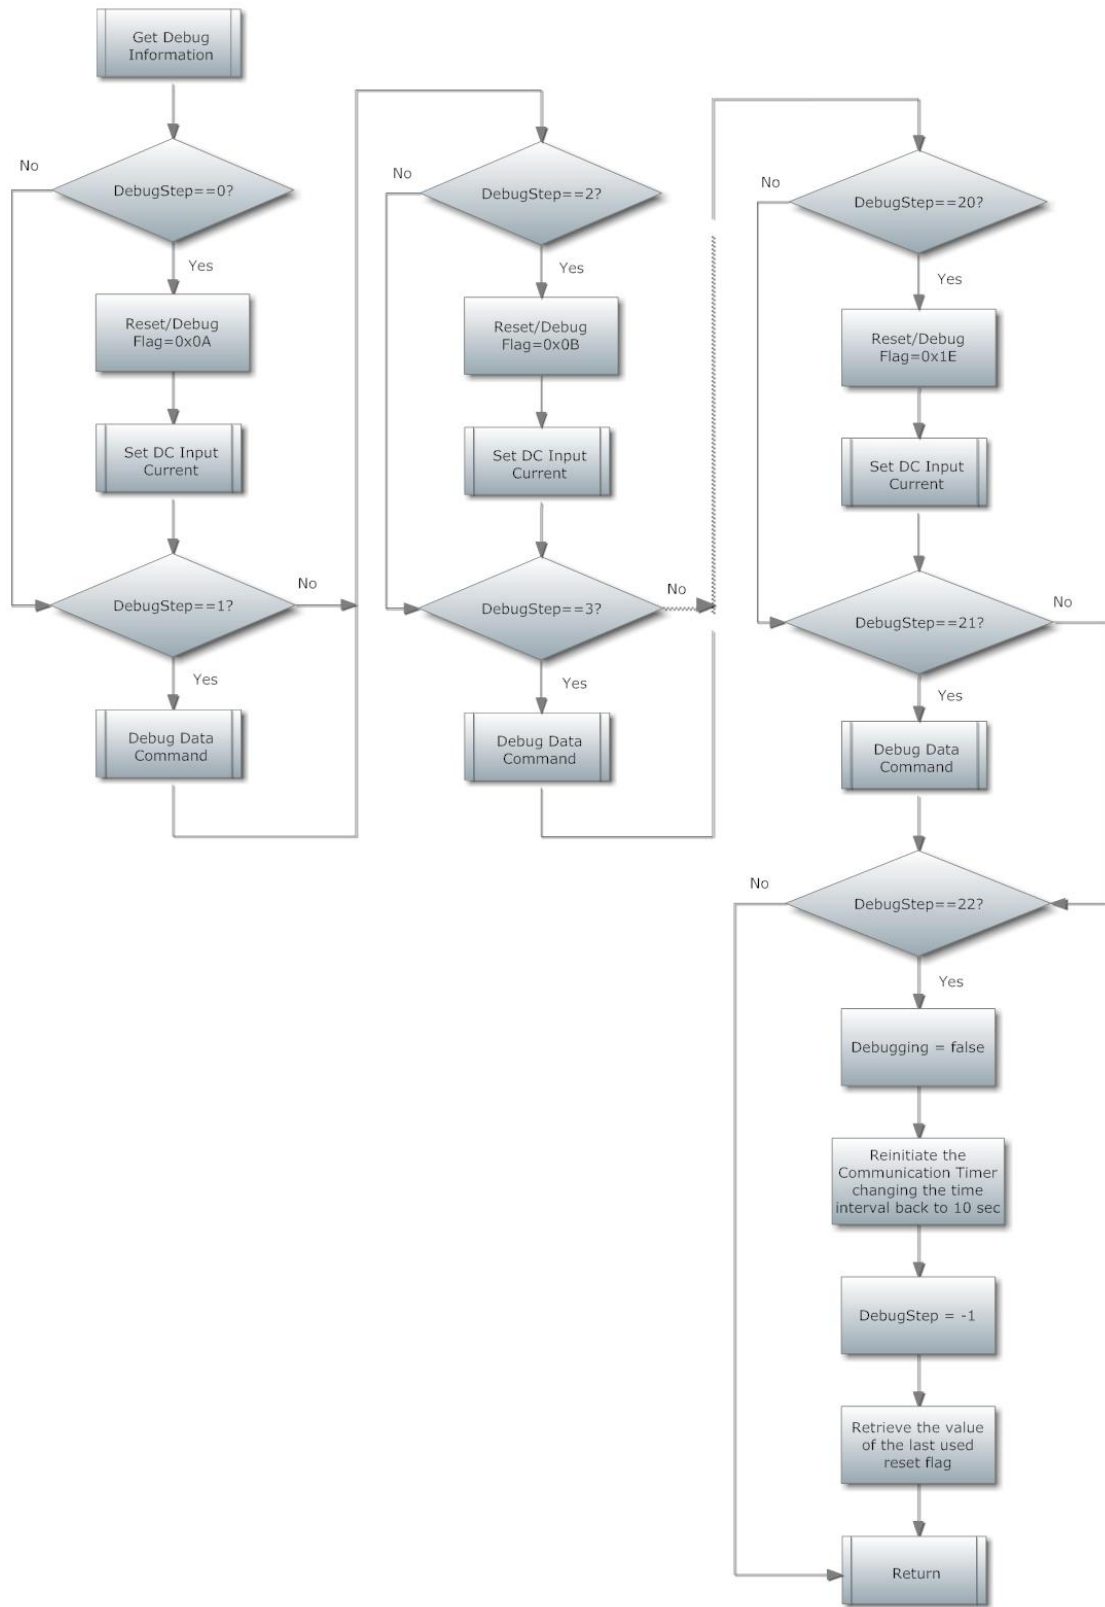 Get Debug
Information
No
DebugStep==0?
Yes
Reset/Debug
Flag=0x0A
Set DC Input
Current
DebugStep==1?
No
Yes
Debug Data
Command
No
DebugStep==2?
Yes
Reset/Debug
Flag=0x0B
Set DC Input
Current
DebugStep==3?
No
Yes
Debug Data
Command
No
DebugStep==20?
Yes
Reset/Debug
Flag=0x1E
Set DC Input
Current
DebugStep==21?
No
Yes
Debug Data
Command
No
DebugStep==22?
Yes
Debugging = false
Reinitiate the
Communication Timer
changing the time
interval back to 10 sec
DebugStep = -1
Retrieve the value
of the last used
reset flag
Return